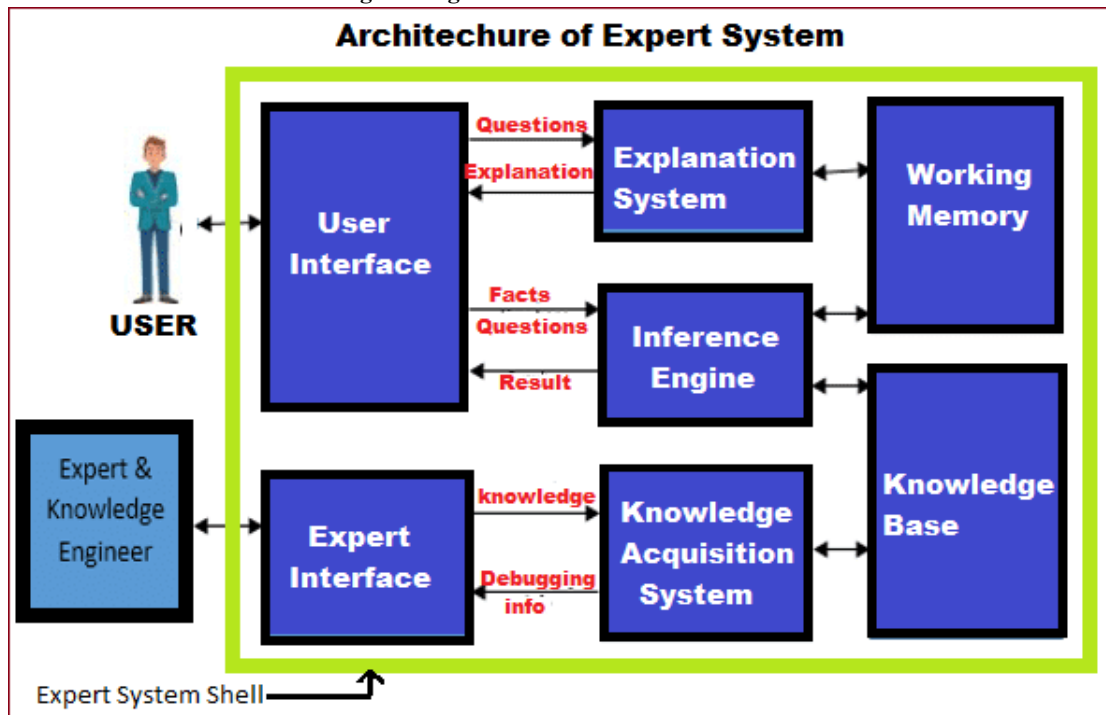 Architechure of Expert System
Questions
Explanation
Explanation
System
Working
Memory
User
Interface
USER
Facts
Questions
Result
Inference
Engine
Expert &
Knowledge
Engineer
Expert
Interface
knowledge
Debugging
info
Knowledge
Acquisition
System
Knowledge
Base
Expert System Shell